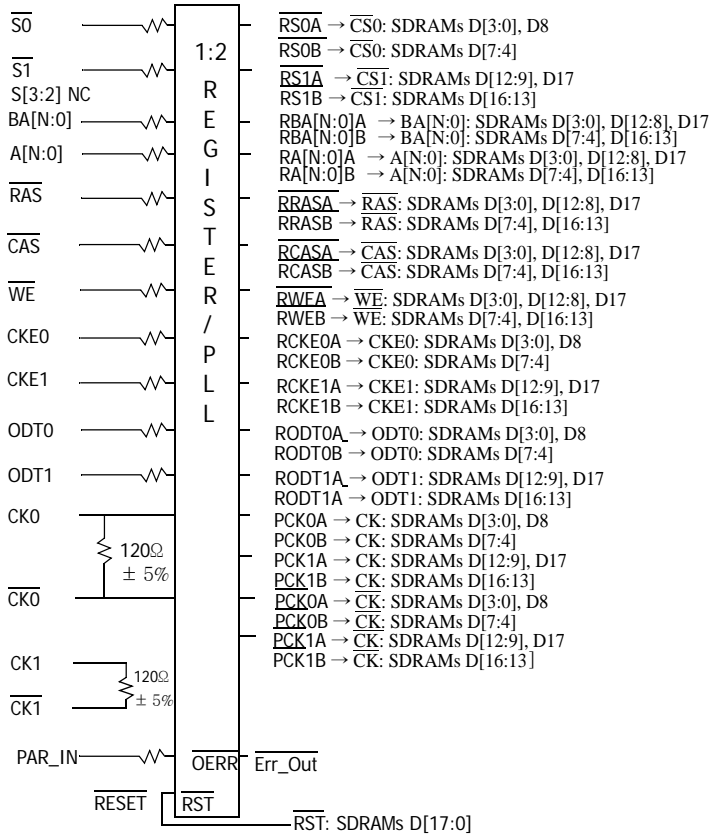 S0
S1
S[3:2] NC
BA[N:0]
A[N:0]
RAS
CAS
WE
CKE0
CKE1
ODT0
ODT1
CK0
120Ω
± 5%
CK0
CK1
120Ω
± 5%
CK1
PAR_IN
RESET
1:2
R
E
G
I
S
T
E
R
/
P
L
L
OERR
RST
RS0A → CS0: SDRAMs D[3:0], D8
RS0B → CS0: SDRAMs D[7:4]
RS1A → CS1: SDRAMs D[12:9], D17
RS1B → CS1: SDRAMs D[16:13]
RBA[N:0]A → BA[N:0]: SDRAMs D[3:0], D[12:8], D17
RBA[N:0]B → BA[N:0]: SDRAMs D[7:4], D[16:13]
RA[N:0]A → A[N:0]: SDRAMs D[3:0], D[12:8], D17
RA[N:0]B → A[N:0]: SDRAMs D[7:4], D[16:13]
RRASA → RAS: SDRAMs D[3:0], D[12:8], D17
RRASB → RAS: SDRAMs D[7:4], D[16:13]
RCASA → CAS: SDRAMs D[3:0], D[12:8], D17
RCASB → CAS: SDRAMs D[7:4], D[16:13]
RWEA → WE: SDRAMs D[3:0], D[12:8], D17
RWEB → WE: SDRAMs D[7:4], D[16:13]
RCKE0A → CKE0: SDRAMs D[3:0], D8
RCKE0B → CKE0: SDRAMs D[7:4]
RCKE1A → CKE1: SDRAMs D[12:9], D17
RCKE1B → CKE1: SDRAMs D[16:13]
RODT0A → ODT0: SDRAMs D[3:0], D8
RODT0B → ODT0: SDRAMs D[7:4]
RODT1A → ODT1: SDRAMs D[12:9], D17
RODT1A → ODT1: SDRAMs D[16:13]
PCK0A → CK: SDRAMs D[3:0], D8
PCK0B → CK: SDRAMs D[7:4]
PCK1A → CK: SDRAMs D[12:9], D17
PCK1B → CK: SDRAMs D[16:13]
PCK0A → CK: SDRAMs D[3:0], D8
PCK0B → CK: SDRAMs D[7:4]
PCK1A → CK: SDRAMs D[12:9], D17
PCK1B → CK: SDRAMs D[16:13]
Err_Out
RST: SDRAMs D[17:0]